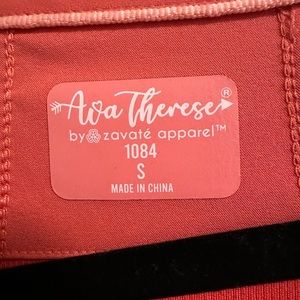 Ava Therese®
by zavaté apparel™
1084
S
MADE IN CHINA